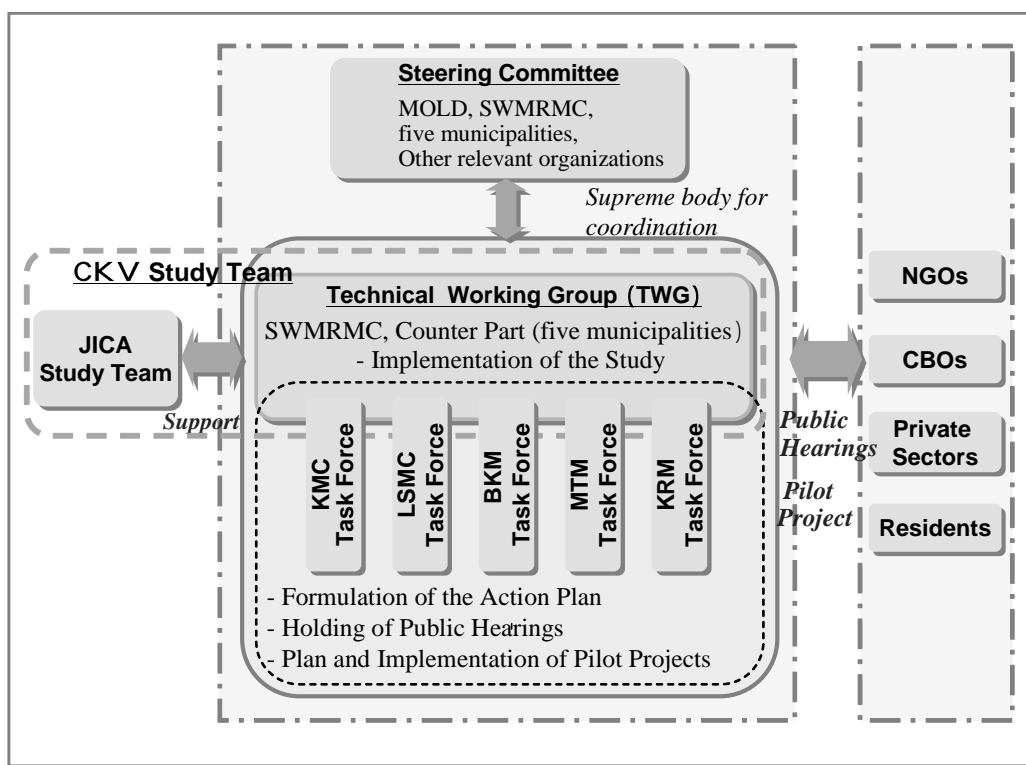 Steering Committee
MOLD, SWMRMC,
five municipalities,
Other relevant organizations
Supreme body for
coordination
CKV Study Team
JICA
Study Team
Support
Technical Working Group (TWG)
SWMRMC, Counter Part (five municipalities)
- Implementation of the Study
KMC
Task Force
LSMC
Task Force
BKM
Task Force
MTM
Task Force
KRM
Task Force
- Formulation of the Action Plan
- Holding of Public Hearings
- Plan and Implementation of Pilot Projects
Public
Hearings
Pilot
Project
NGOs
CBOs
Private
Sectors
Residents